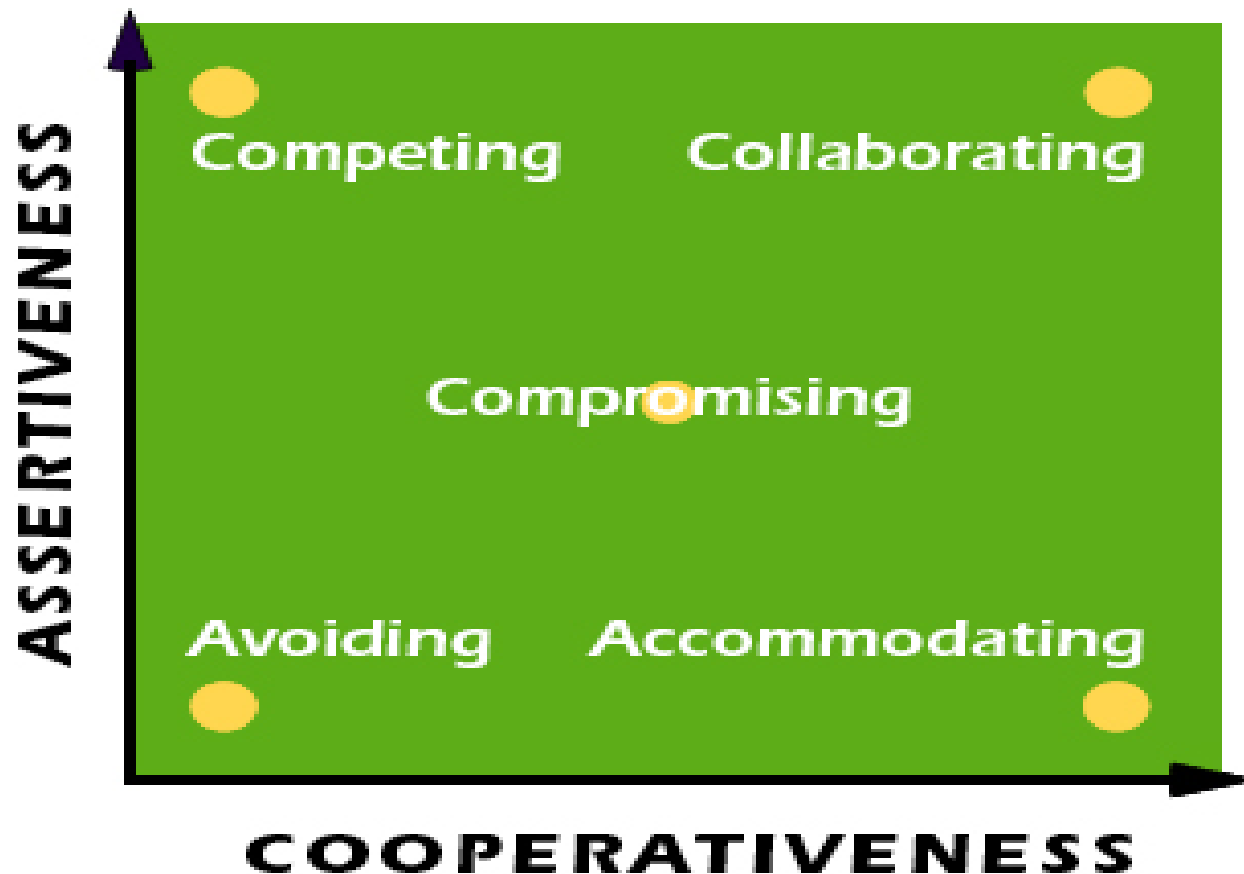 ASSERTIVENESS
Competing Collaborating
Compromising
Avoiding Accommodating
COOPERATIVENESS